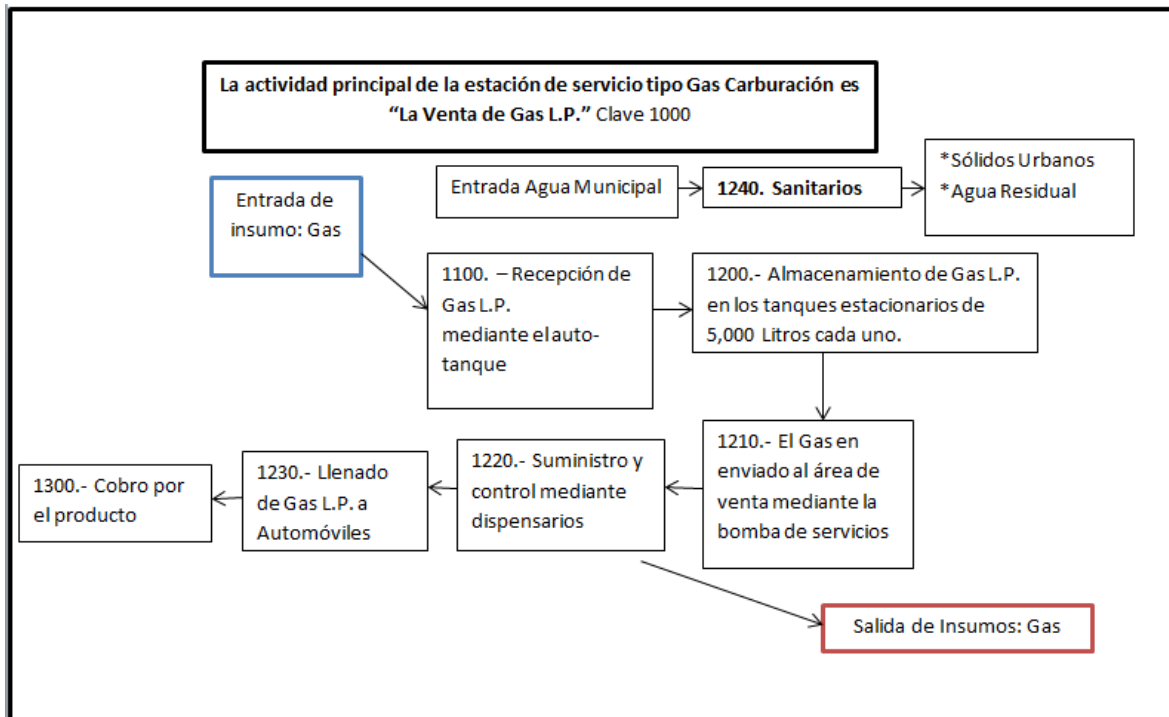 La actividad principal de la estación de servicio tipo Gas Carburación es
“La Venta de Gas L.P.” Clave 1000
Entrada Agua Municipal
1240. Sanitarios
*Sólidos Urbanos
*Agua Residual
Entrada de
insumo: Gas
1100. – Recepción de
Gas L.P.
mediante el auto-
tanque
1200.- Almacenamiento de Gas L.P.
en los tanques estacionarios de
5,000 Litros cada uno.
1210.- El Gas en
enviado al área de
venta mediante la
bomba de servicios
1220.- Suministro y
control mediante
dispensarios
1230.- Llenado
de Gas L.P. a
Automóviles
1300.- Cobro por
el producto
Salida de Insumos: Gas